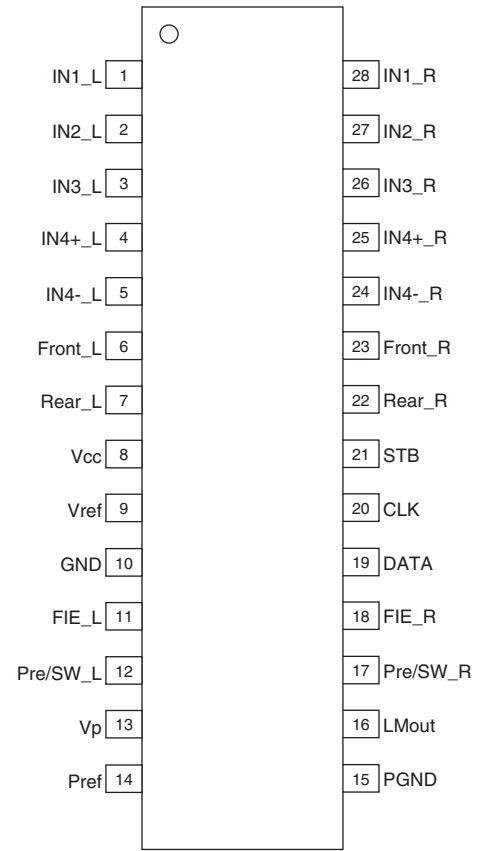 IN1_L 1 28 IN1_R
IN2_L 2 27 IN2_R
IN3_L 3 26 IN3_R
IN4+_L 4 25 IN4+_R
IN4-_L 5 24 IN4-_R
Front_L 6 23 Front_R
Rear_L 7 22 Rear_R
Vcc 8 21 STB
Vref 9 20 CLK
GND 10 19 DATA
FIE_L 11 18 FIE_R
Pre/SW_L 12 17 Pre/SW_R
Vp 13 16 LMout
Pref 14 15 PGND